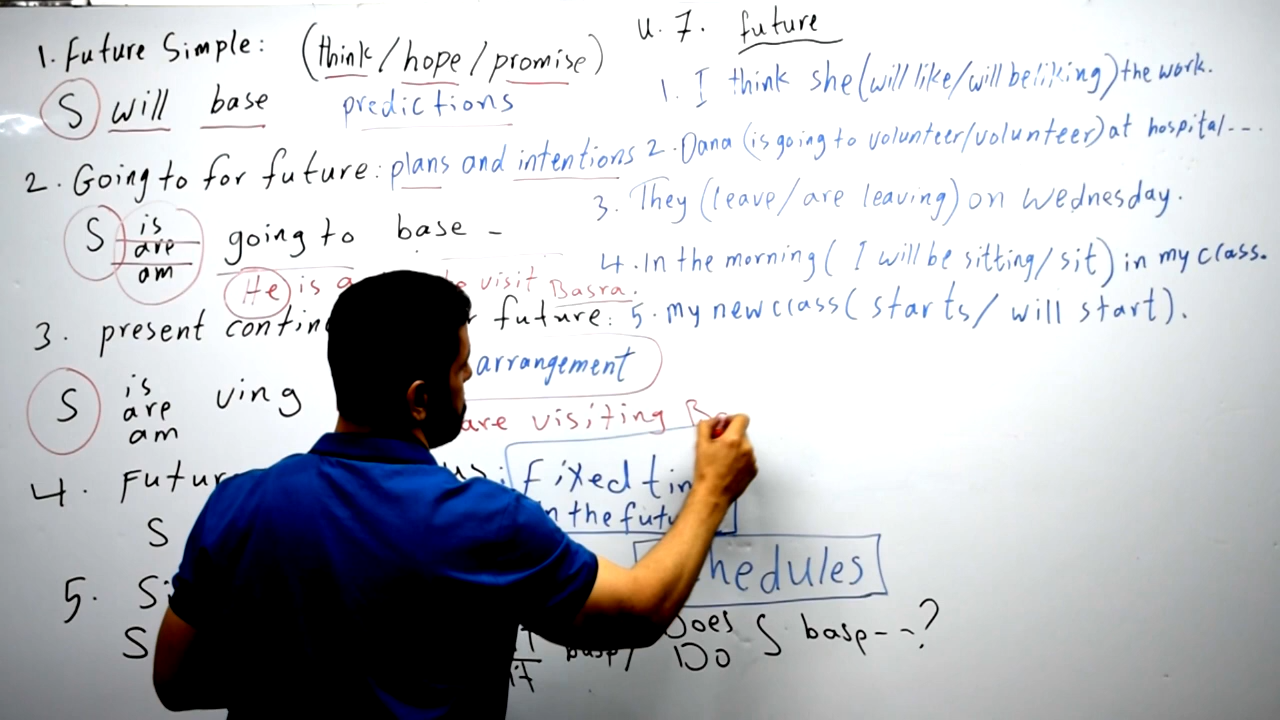 1. Future Simple: (think/hope/promise)
S will base predictions
2. Going to for future: plans and intentions
S is
are
am going to base -
He is visit Basra.
3. present future:
arrangement
S is
are
am ving
are visiting
4. Futur
fixed
the
S
5.
S
Does
Do S base--?
u. 7. future
1. I think she (will like/will be liking) the work.
2. Dana (is going to volunteer/volunteer) at hospital---.
3. They (leave/are leaving) on Wednesday.
4. In the morning ( I will be sitting/sit) in my class.
5. my new class ( starts/ will start).